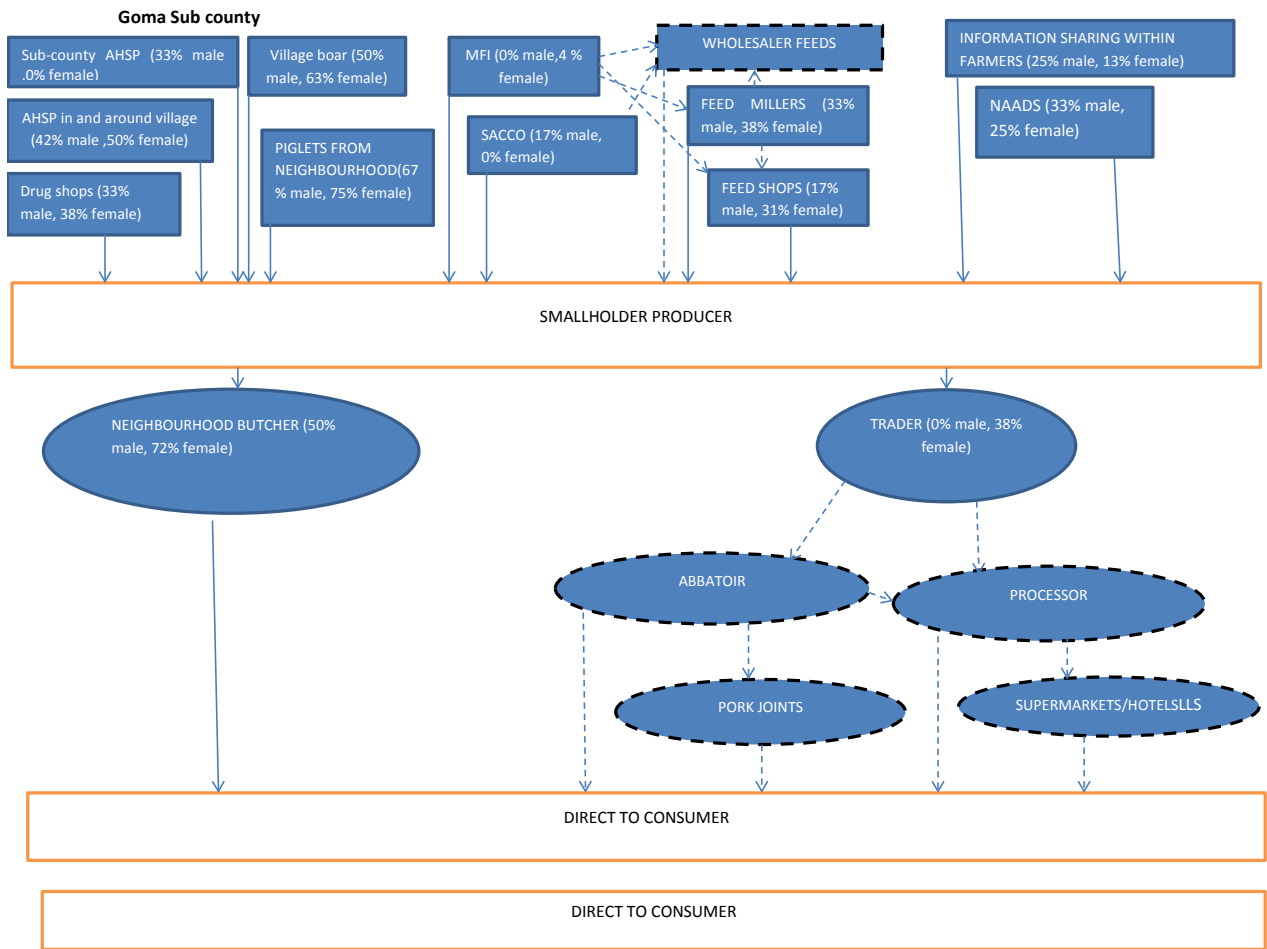 Goma Sub county
Sub-county AHSP (33% male
.0% female)
Village boar (50%
male, 63% female)
MFI (0% male,4 %
female)
WHOLESALER FEEDS
INFORMATION SHARING WITHIN
FARMERS (25% male, 13% female)
AHSP in and around village
(42% male ,50% female)
PIGLETS FROM
NEIGHBOURHOOD(67
% male, 75% female)
SACCO (17% male,
0% female)
FEED MILLERS (33%
male, 38% female)
NAADS (33% male,
25% female)
Drug shops (33%
male, 38% female)
FEED SHOPS (17%
male, 31% female)
SMALLHOLDER PRODUCER
NEIGHBOURHOOD BUTCHER (50%
male, 72% female)
TRADER (0% male, 38%
female)
ABBATOIR
PROCESSOR
PORK JOINTS
SUPERMARKETS/HOTELSLLS
DIRECT TO CONSUMER
DIRECT TO CONSUMER